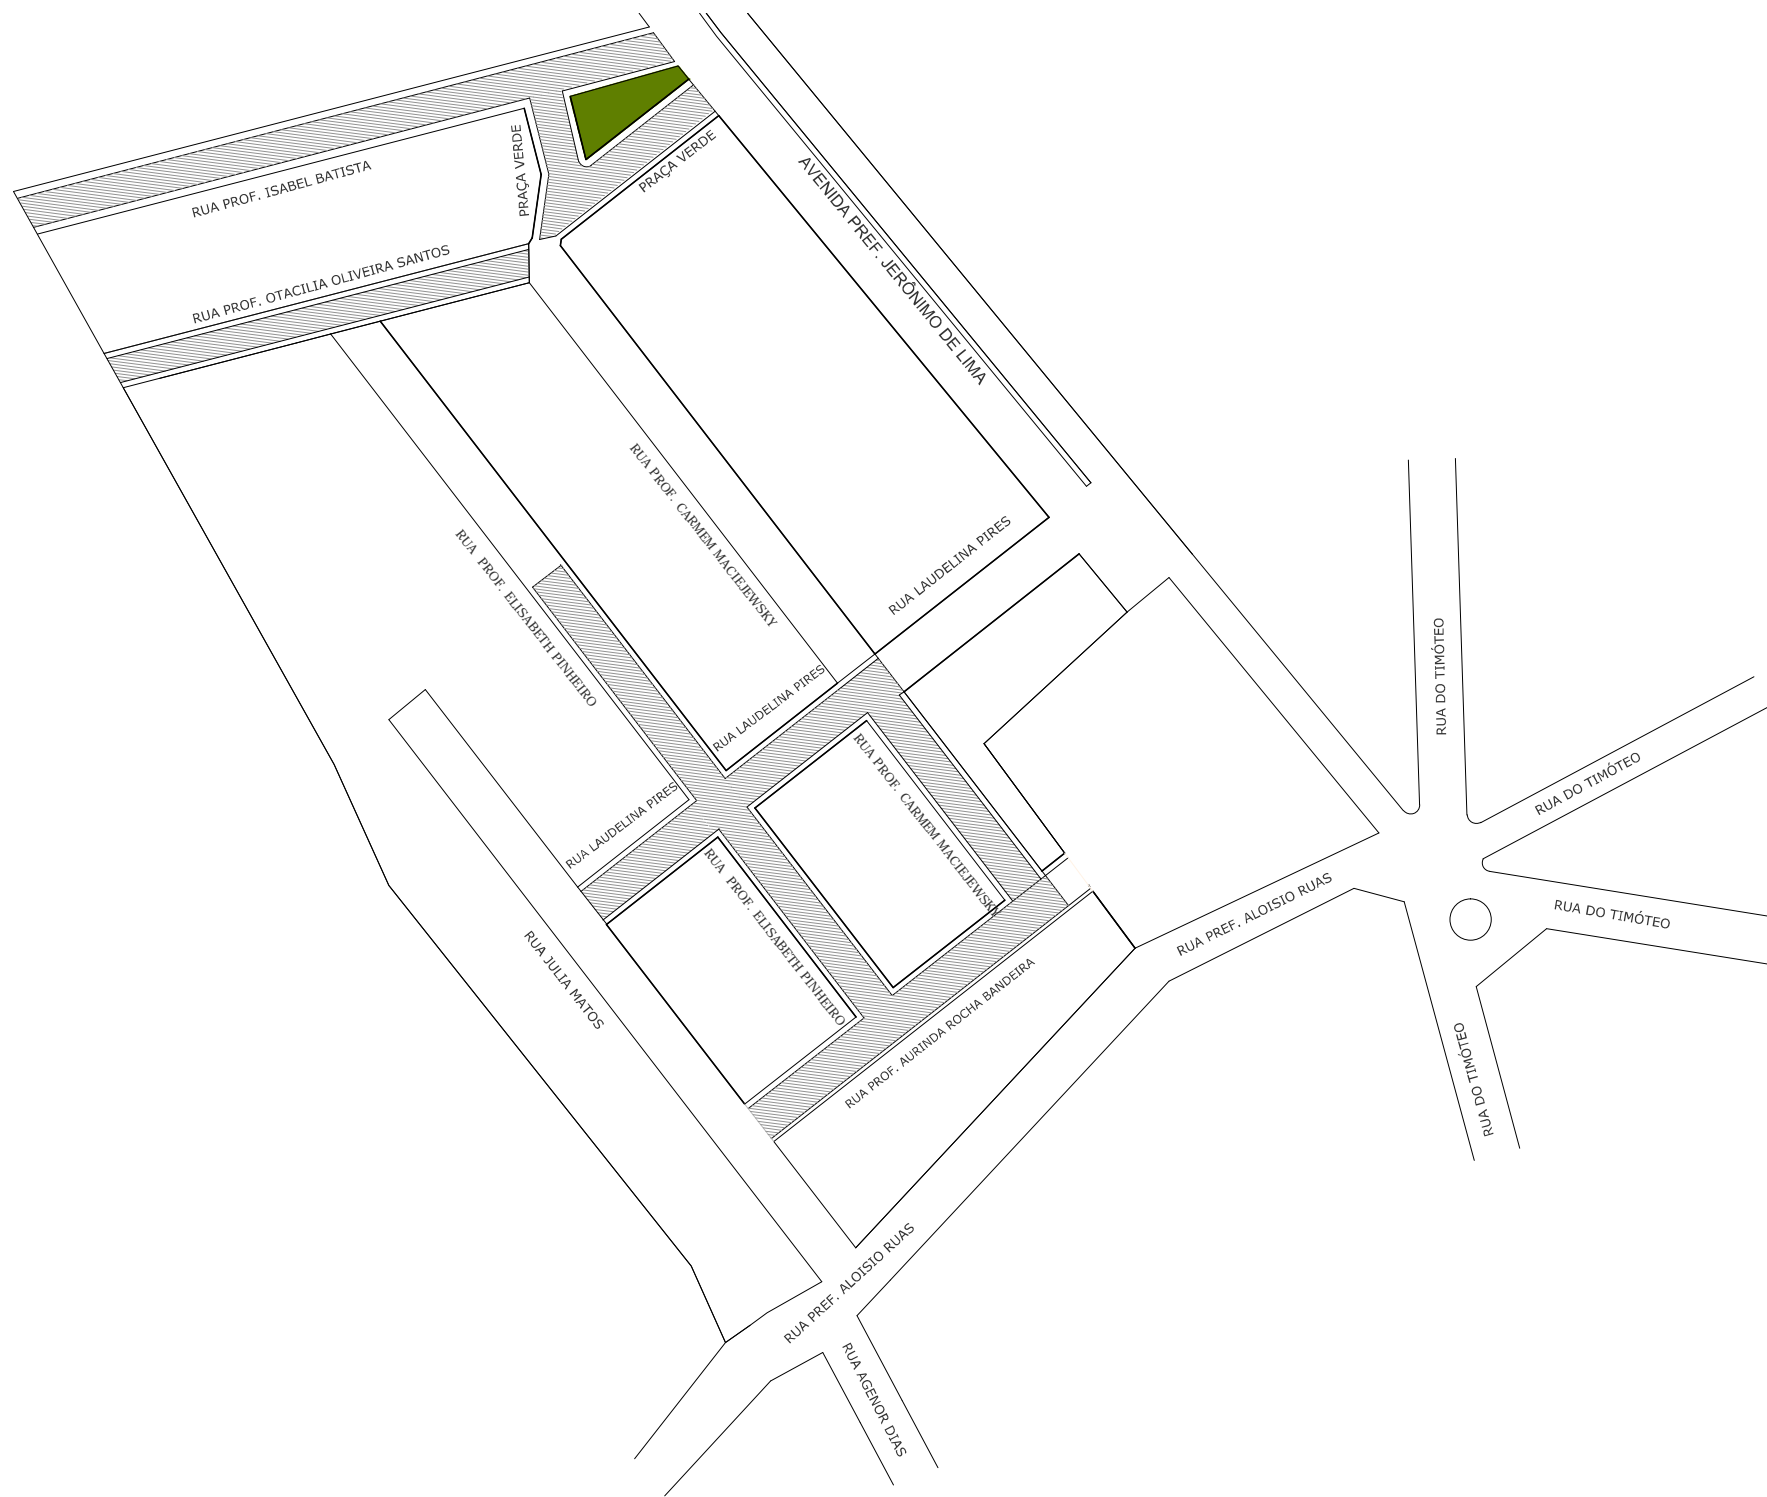 PRAÇA VERDE
PRAÇA VERDE
RUA PROF. ISABEL BATISTA
AVENIDA PREF. JERÔNIMO DE LIMA
RUA PROF. OTACILIA OLIVEIRA SANTOS
RUA PROF. CARMEM MACIEJEWSKY
RUA LAUDELINA PIRES
RUA PROF. ELISABETH PINHEIRO
RUA LAUDELINA PIRES
RUA DO TIMÓTEO
RUA LAUDELINA PIRES
RUA PROF. CARMEM MACIEJEWSKY
RUA DO TIMÓTEO
RUA PROF. ELISABETH PINHEIRO
RUA PREF. ALOISIO RUAS
RUA DO TIMÓTEO
RUA JULIA MATOS
RUA PROF. AURINDA ROCHA BANDEIRA
RUA DO TIMÓTEO
RUA PREF. ALOISIO RUAS
RUA AGENOR DIAS